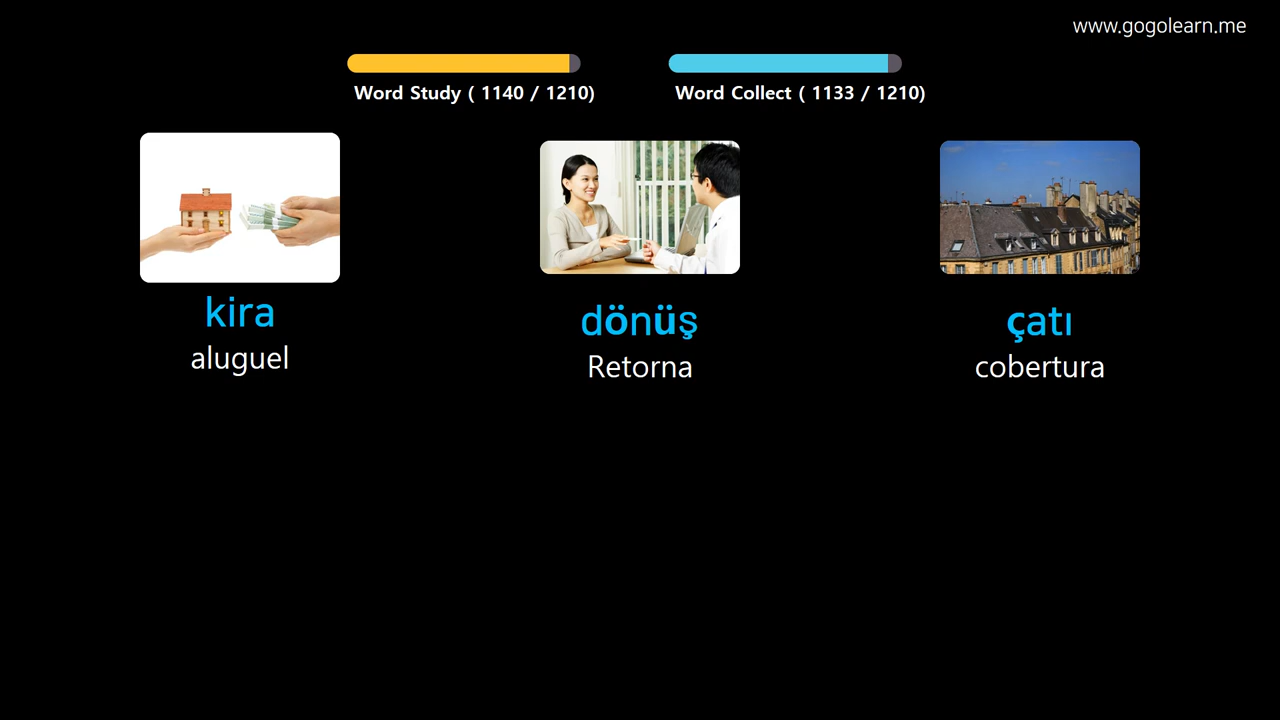 www.gogolearn.me
Word Study ( 1140 / 1210)
Word Collect ( 1133 / 1210)
kira
aluguel
dönüş
Retorna
çatı
cobertura